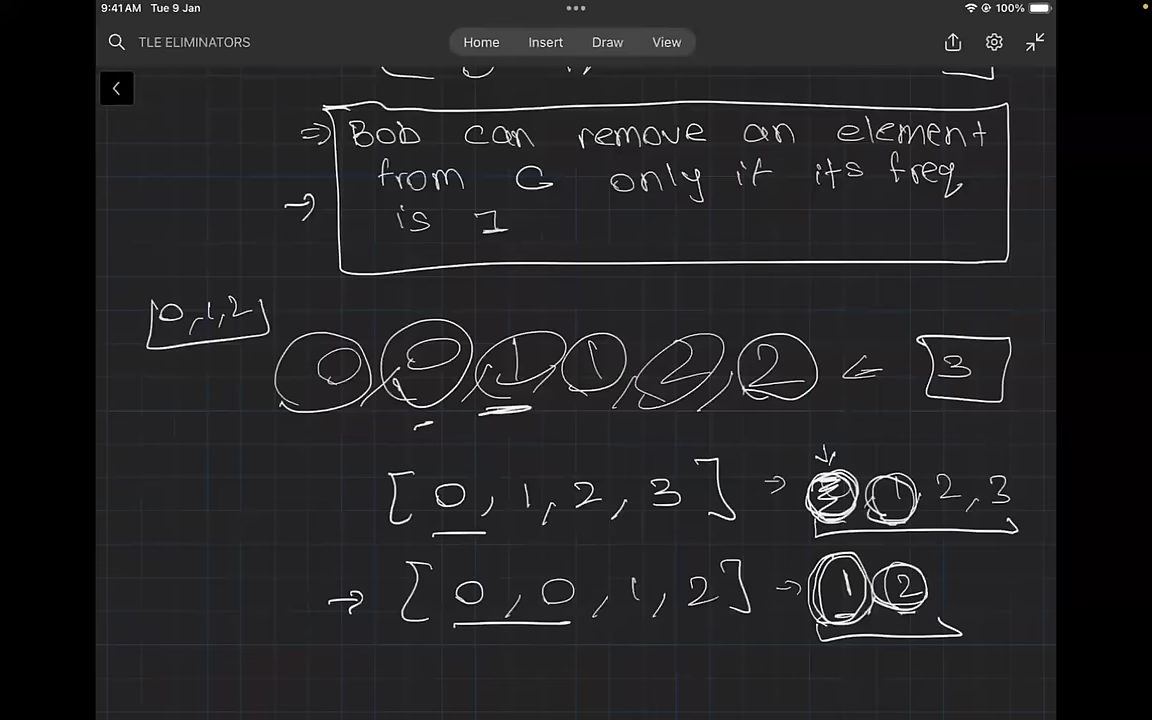 9:41 AM Tue 9 Jan 100%
TLE ELIMINATORS Home Insert Draw View
=> Bob can remove an element
from G only if its freq
-> is 1
[0,1,2]
0, 0, 1, 1, 2, 2 <- 3
[0, 1, 2, 3] -> 1, 2, 3
-> [0, 0, 1, 2] -> 1 2